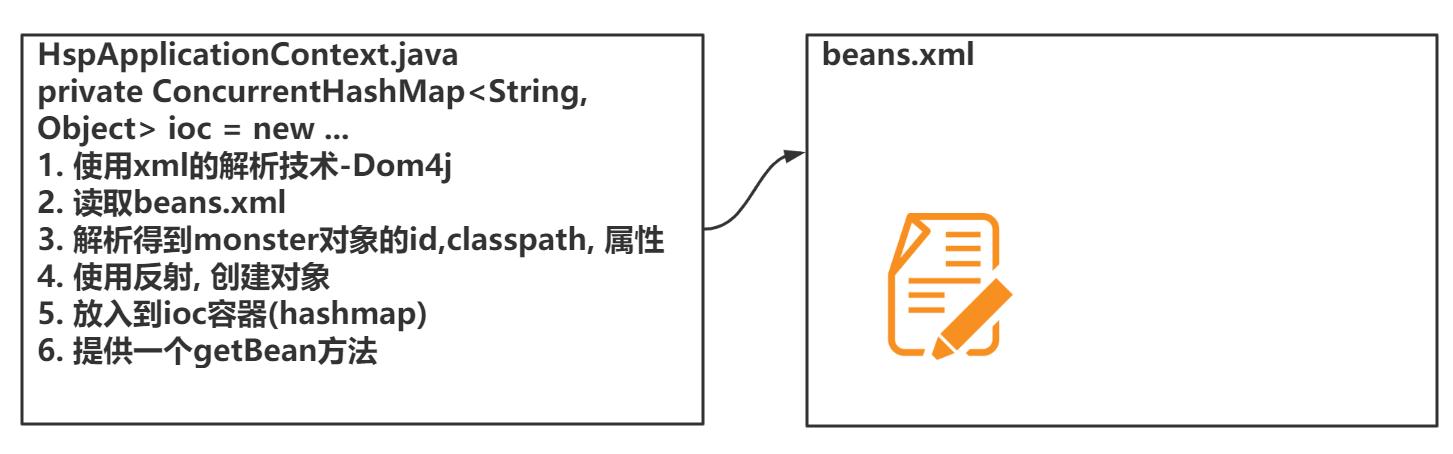 HspApplicationContext.java
private ConcurrentHashMap<String,
Object> ioc = new ...
1. 使用xml的解析技术-Dom4j
2. 读取beans.xml
3. 解析得到monster对象的id,classpath, 属性
4. 使用反射, 创建对象
5. 放入到ioc容器(hashmap)
6. 提供一个getBean方法
beans.xml